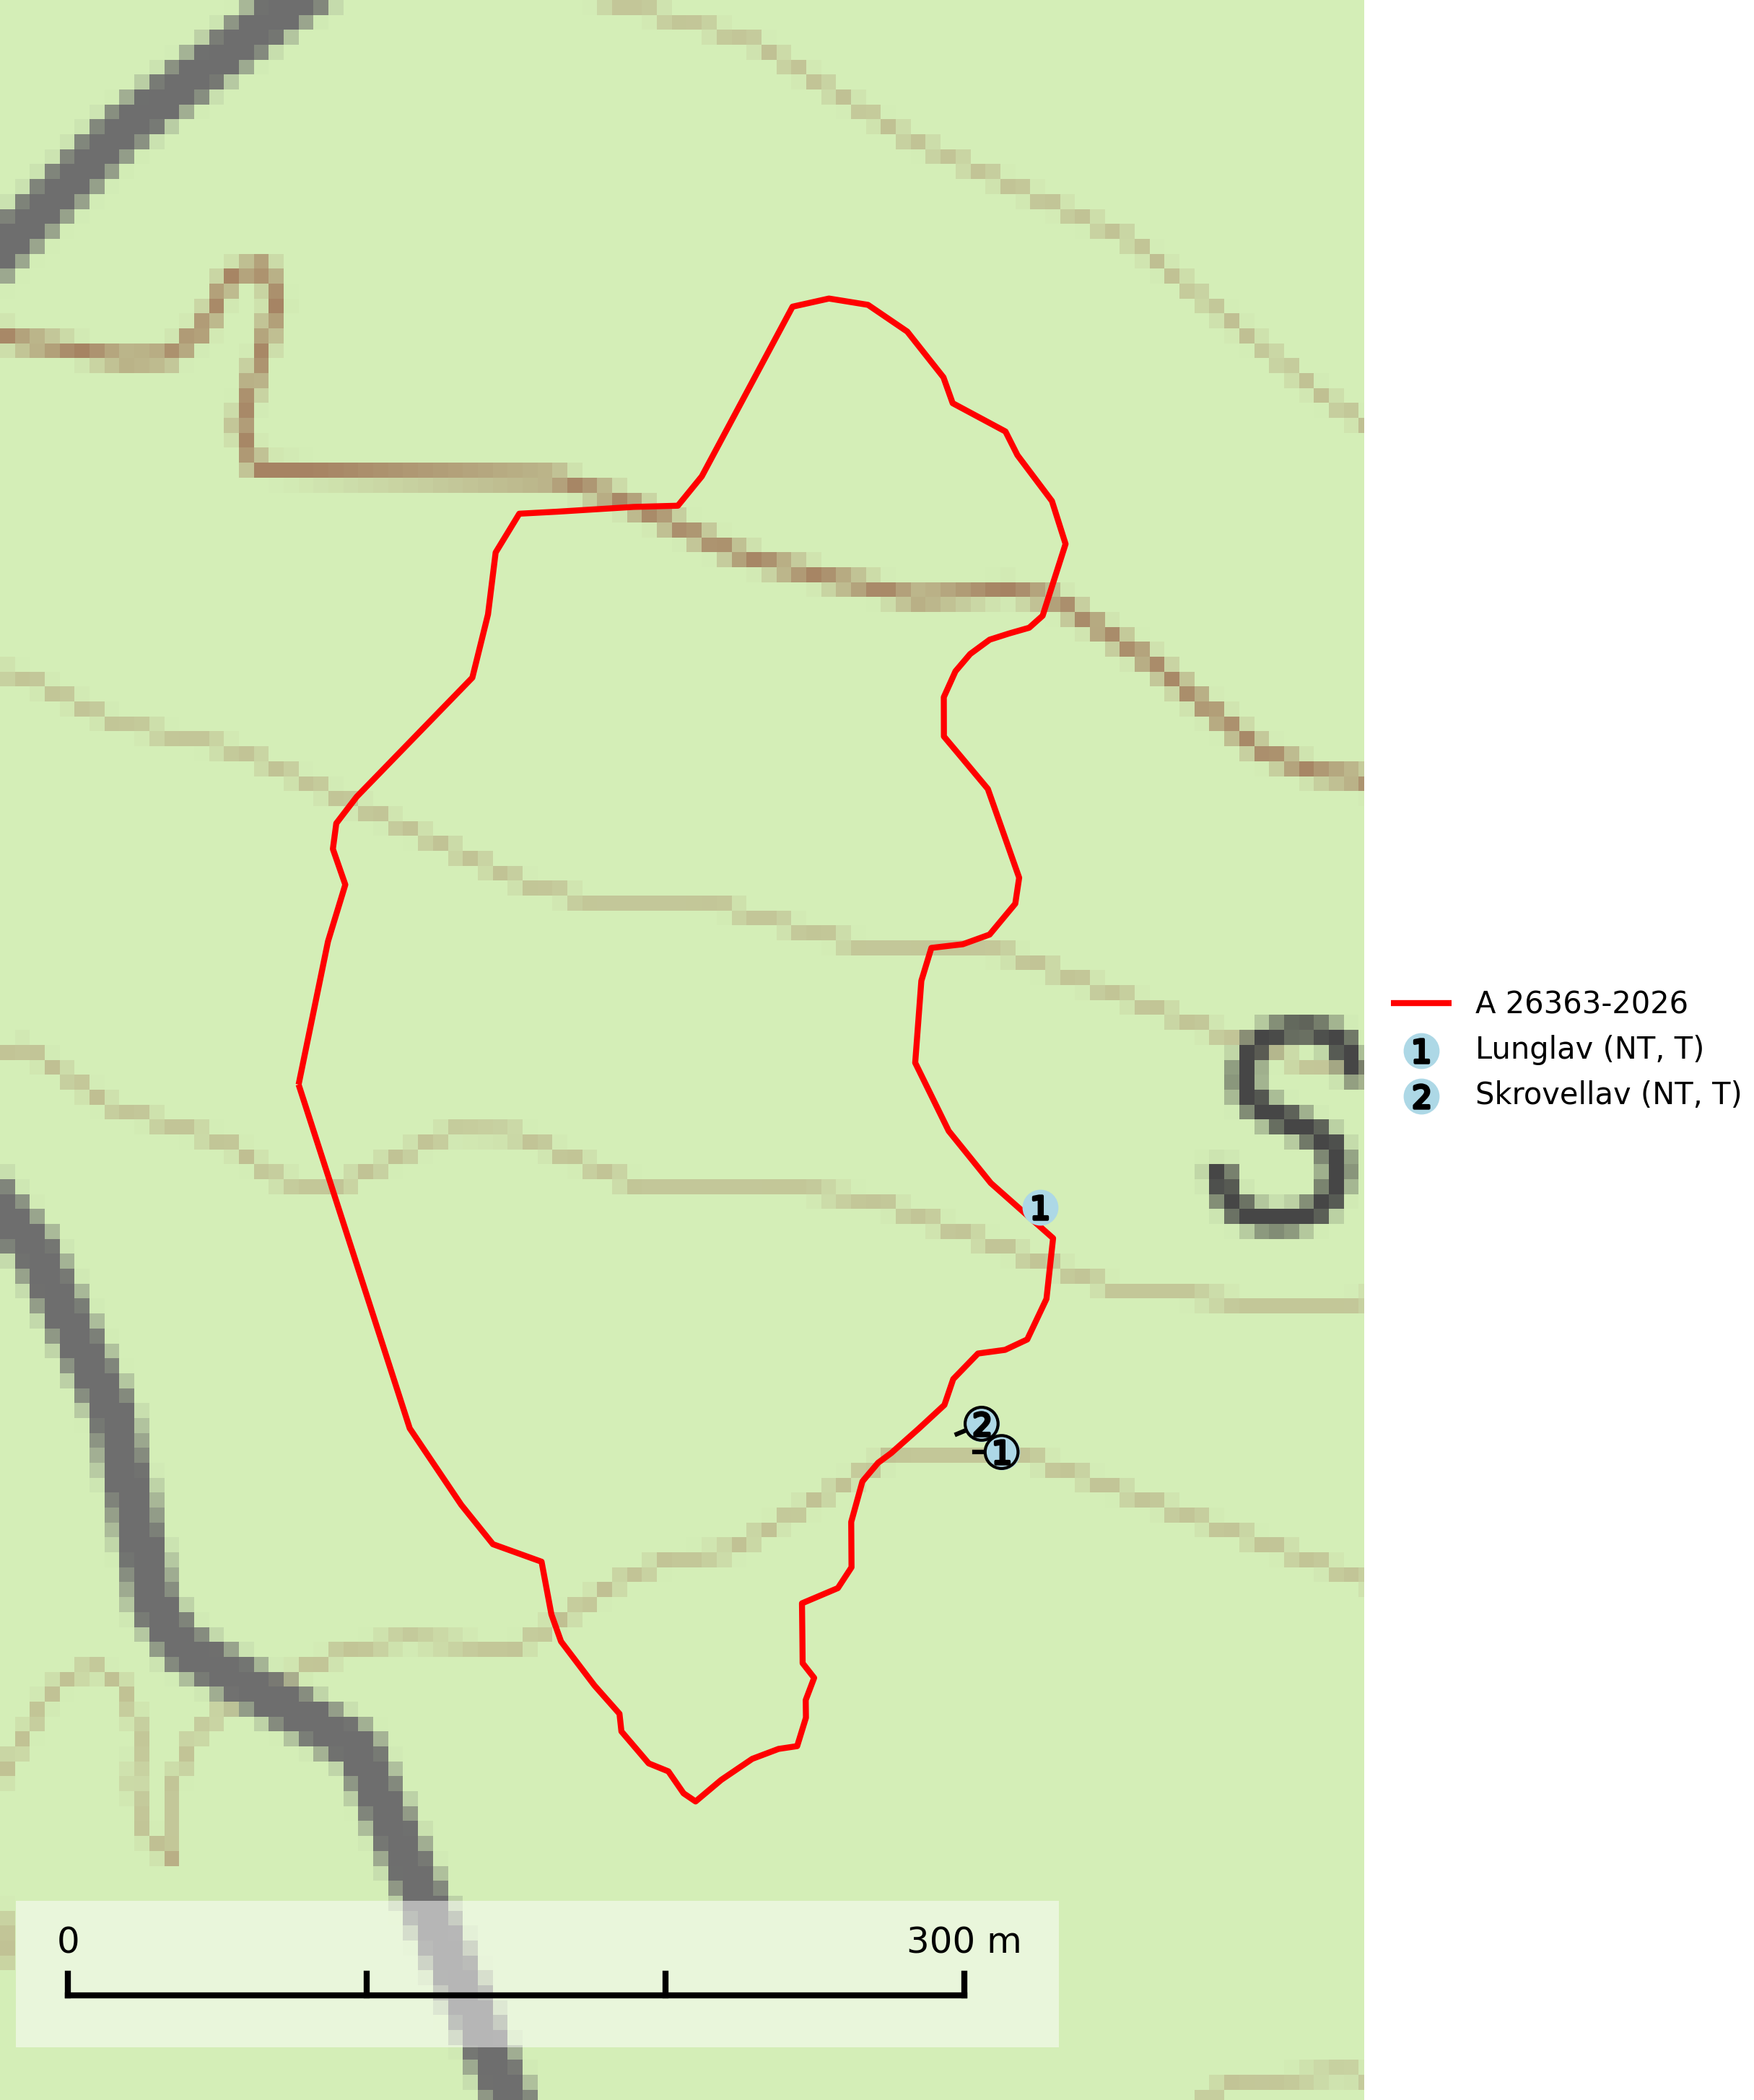 A 26363-2026
1 Lunglav (NT, T)
2 Skrovellav (NT, T)
S
1
2
1
0 300 m